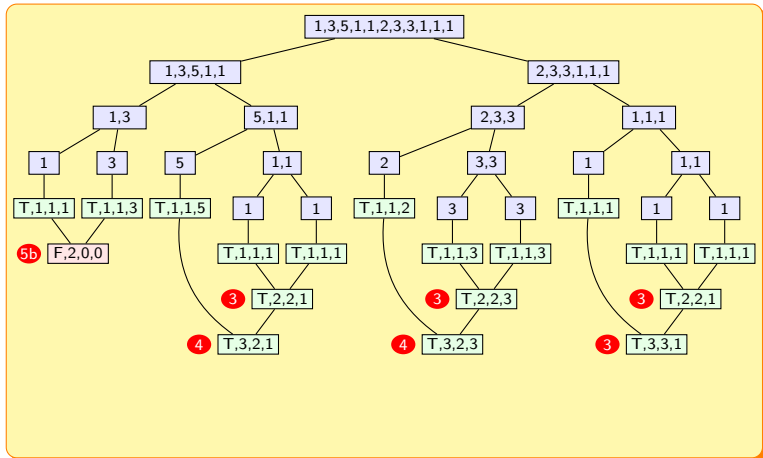 1,3,5,1,1,2,3,3,1,1,1
1,3,5,1,1 2,3,3,1,1,1
1,3 5,1,1 2,3,3 1,1,1
1 3 5 1,1 2 3,3 1 1,1
T,1,1,1 T,1,1,3 T,1,1,5 1 1 T,1,1,2 3 3 T,1,1,1 1 1
5b F,2,0,0 T,1,1,1 T,1,1,1 T,1,1,3 T,1,1,3 T,1,1,1 T,1,1,1
3 T,2,2,1 3 T,2,2,3 3 T,2,2,1
4 T,3,2,1 4 T,3,2,3 3 T,3,3,1